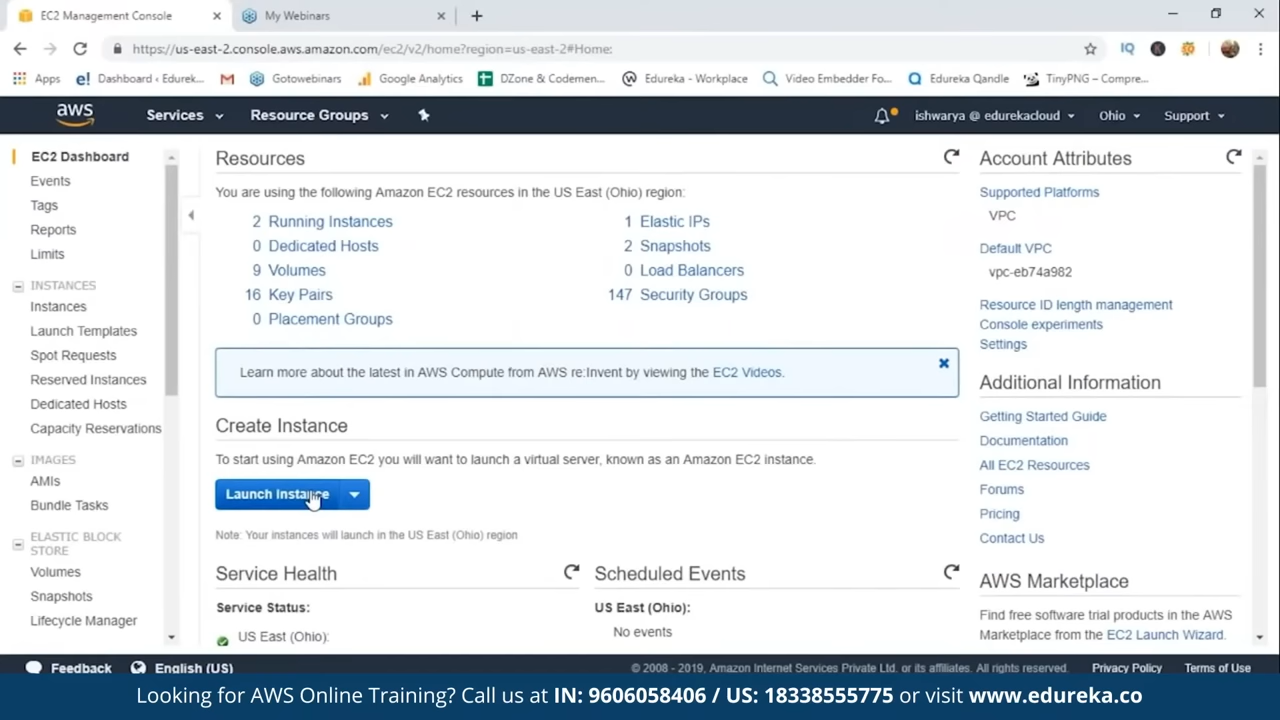 EC2 Management Console
My Webinars
https://us-east-2.console.aws.amazon.com/ec2/v2/home?region=us-east-2#Home:
IQ
Apps
Dashboard ‹ Edurek...
Gotowebinars
Google Analytics
DZone & Codemen...
Edureka - Workplace
Video Embedder Fo...
Edureka Qandle
TinyPNG – Compre...
aws
Services
Resource Groups
ishwarya @ edurekacloud
Ohio
Support
EC2 Dashboard
Events
Tags
Reports
Limits
INSTANCES
Instances
Launch Templates
Spot Requests
Reserved Instances
Dedicated Hosts
Capacity Reservations
IMAGES
AMIs
Bundle Tasks
ELASTIC BLOCK
STORE
Volumes
Snapshots
Lifecycle Manager
Resources
You are using the following Amazon EC2 resources in the US East (Ohio) region:
2 Running Instances
0 Dedicated Hosts
9 Volumes
16 Key Pairs
0 Placement Groups
1 Elastic IPs
2 Snapshots
0 Load Balancers
147 Security Groups
Learn more about the latest in AWS Compute from AWS re:Invent by viewing the EC2 Videos.
Create Instance
To start using Amazon EC2 you will want to launch a virtual server, known as an Amazon EC2 instance.
Launch Instance
Note: Your instances will launch in the US East (Ohio) region
Service Health
Service Status:
US East (Ohio):
Scheduled Events
US East (Ohio):
No events
Account Attributes
Supported Platforms
VPC
Default VPC
vpc-eb74a982
Resource ID length management
Console experiments
Settings
Additional Information
Getting Started Guide
Documentation
All EC2 Resources
Forums
Pricing
Contact Us
AWS Marketplace
Find free software trial products in the AWS
Marketplace from the EC2 Launch Wizard.
Feedback
English (US)
© 2008 - 2019, Amazon Internet Services Private Ltd. or its affiliates. All rights reserved.
Privacy Policy
Terms of Use
Looking for AWS Online Training? Call us at IN: 9606058406 / US: 18338555775 or visit www.edureka.co